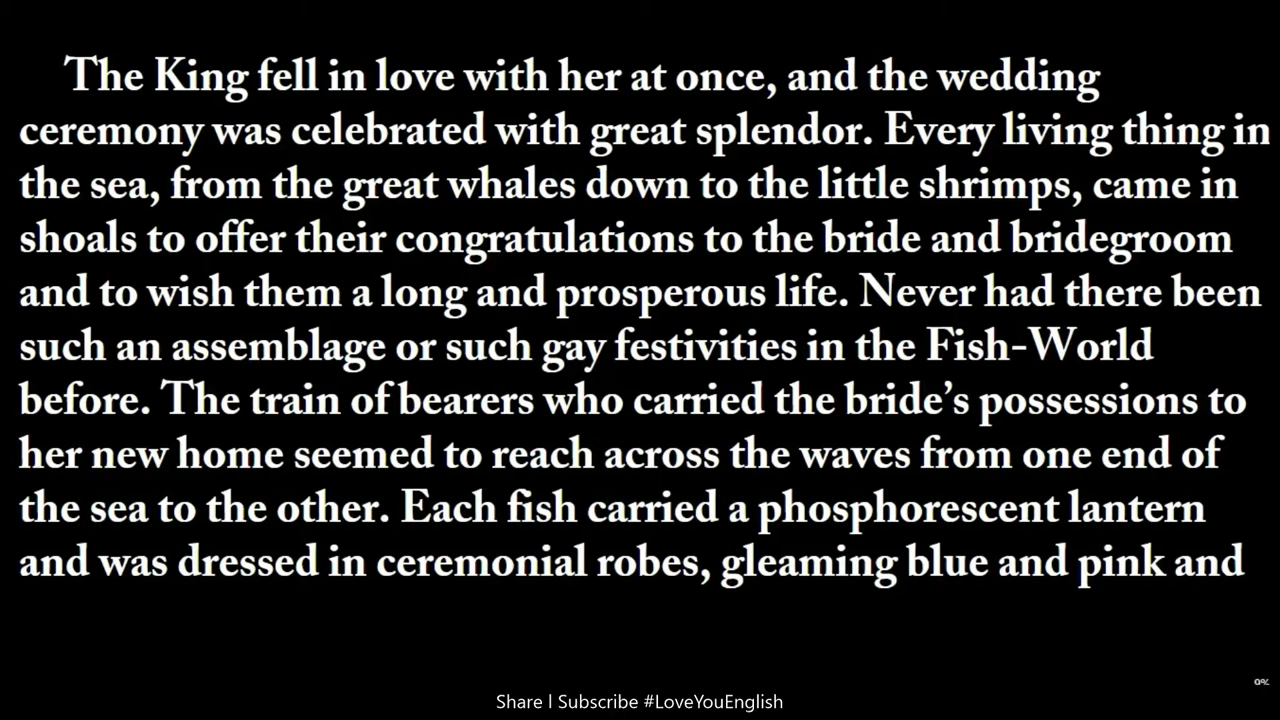 The King fell in love with her at once, and the wedding
ceremony was celebrated with great splendor. Every living thing in
the sea, from the great whales down to the little shrimps, came in
shoals to offer their congratulations to the bride and bridegroom
and to wish them a long and prosperous life. Never had there been
such an assemblage or such gay festivities in the Fish-World
before. The train of bearers who carried the bride’s possessions to
her new home seemed to reach across the waves from one end of
the sea to the other. Each fish carried a phosphorescent lantern
and was dressed in ceremonial robes, gleaming blue and pink and
0%
Share | Subscribe #LoveYouEnglish